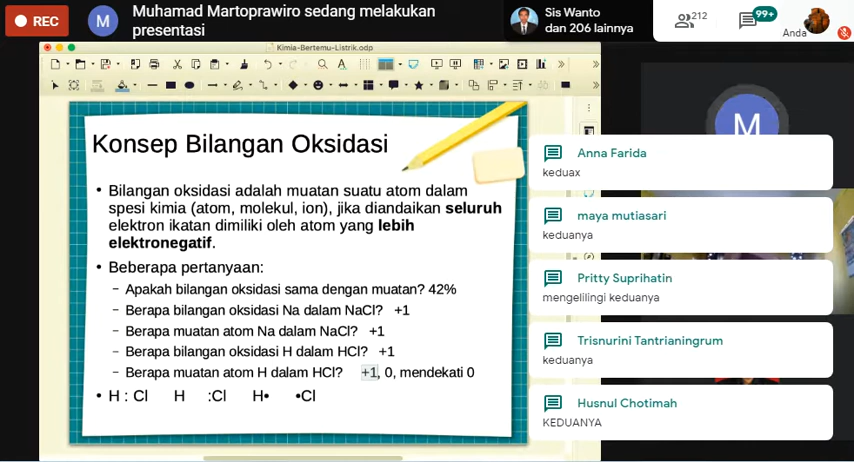 REC
M
Muhamad Martoprawiro sedang melakukan
presentasi
Sis Wanto
dan 206 lainnya
212
99+
Anda
Kimia-Bertemu-Listrik.odp
Konsep Bilangan Oksidasi
• Bilangan oksidasi adalah muatan suatu atom dalam
spesi kimia (atom, molekul, ion), jika diandaikan seluruh
elektron ikatan dimiliki oleh atom yang lebih
elektronegatif.
• Beberapa pertanyaan:
– Apakah bilangan oksidasi sama dengan muatan? 42%
– Berapa bilangan oksidasi Na dalam NaCl? +1
– Berapa muatan atom Na dalam NaCl? +1
– Berapa bilangan oksidasi H dalam HCl? +1
– Berapa muatan atom H dalam HCl? +1, 0, mendekati 0
• H : Cl H :Cl H• •Cl
M
Anna Farida
keduax
maya mutiasari
keduanya
Pritty Suprihatin
mengelilingi keduanya
Trisnurini Tantrianingrum
keduanya
Husnul Chotimah
KEDUANYA